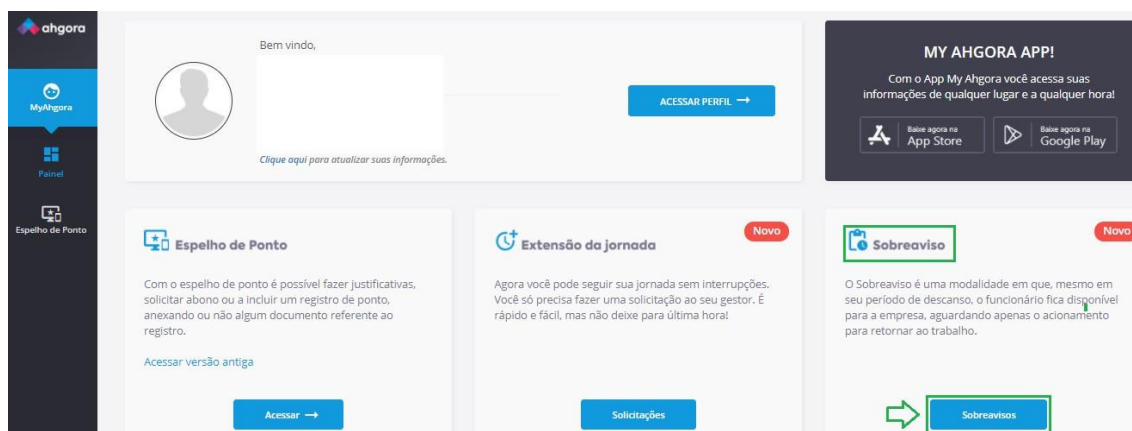 ahgora
MyAhgora
Painel
Espelho de Ponto
Bem vindo,
ACESSAR PERFIL →
Clique aqui para atualizar suas informações.
MY AHGORA APP!
Com o App My Ahgora você acessa suas
informações de qualquer lugar e a qualquer hora!
Baixe agora na
App Store
Baixe agora na
Google Play
Espelho de Ponto
Com o espelho de ponto é possível fazer justificativas,
solicitar abono ou a incluir um registro de ponto,
anexando ou não algum documento referente ao
registro.
Acessar versão antiga
Acessar →
Novo
Extensão da jornada
Agora você pode seguir sua jornada sem interrupções.
Você só precisa fazer uma solicitação ao seu gestor. É
rápido e fácil, mas não deixe para última hora!
Solicitações
Novo
Sobreaviso
O Sobreaviso é uma modalidade em que, mesmo em
seu período de descanso, o funcionário fica disponível
para a empresa, aguardando apenas o acionamento
para retornar ao trabalho.
Sobreavisos